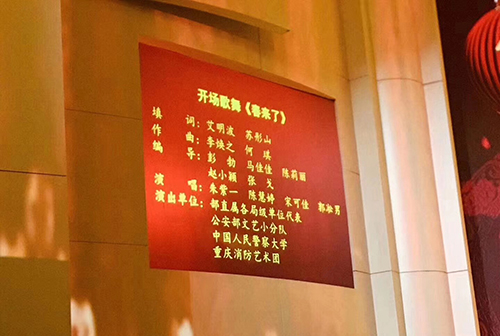 开场歌舞《春来了》
填 词：艾明波 苏彤山
作 曲：李焕之 何琪
编 导：彭勃 马佳佳 陈莉丽
赵小颖 张戈
演 唱：朱紫一 陈慧婷 宋可佳 郭淞男
演出单位：部直属各局级单位代表
公安部文艺小分队
中国人民警察大学
重庆消防艺术团